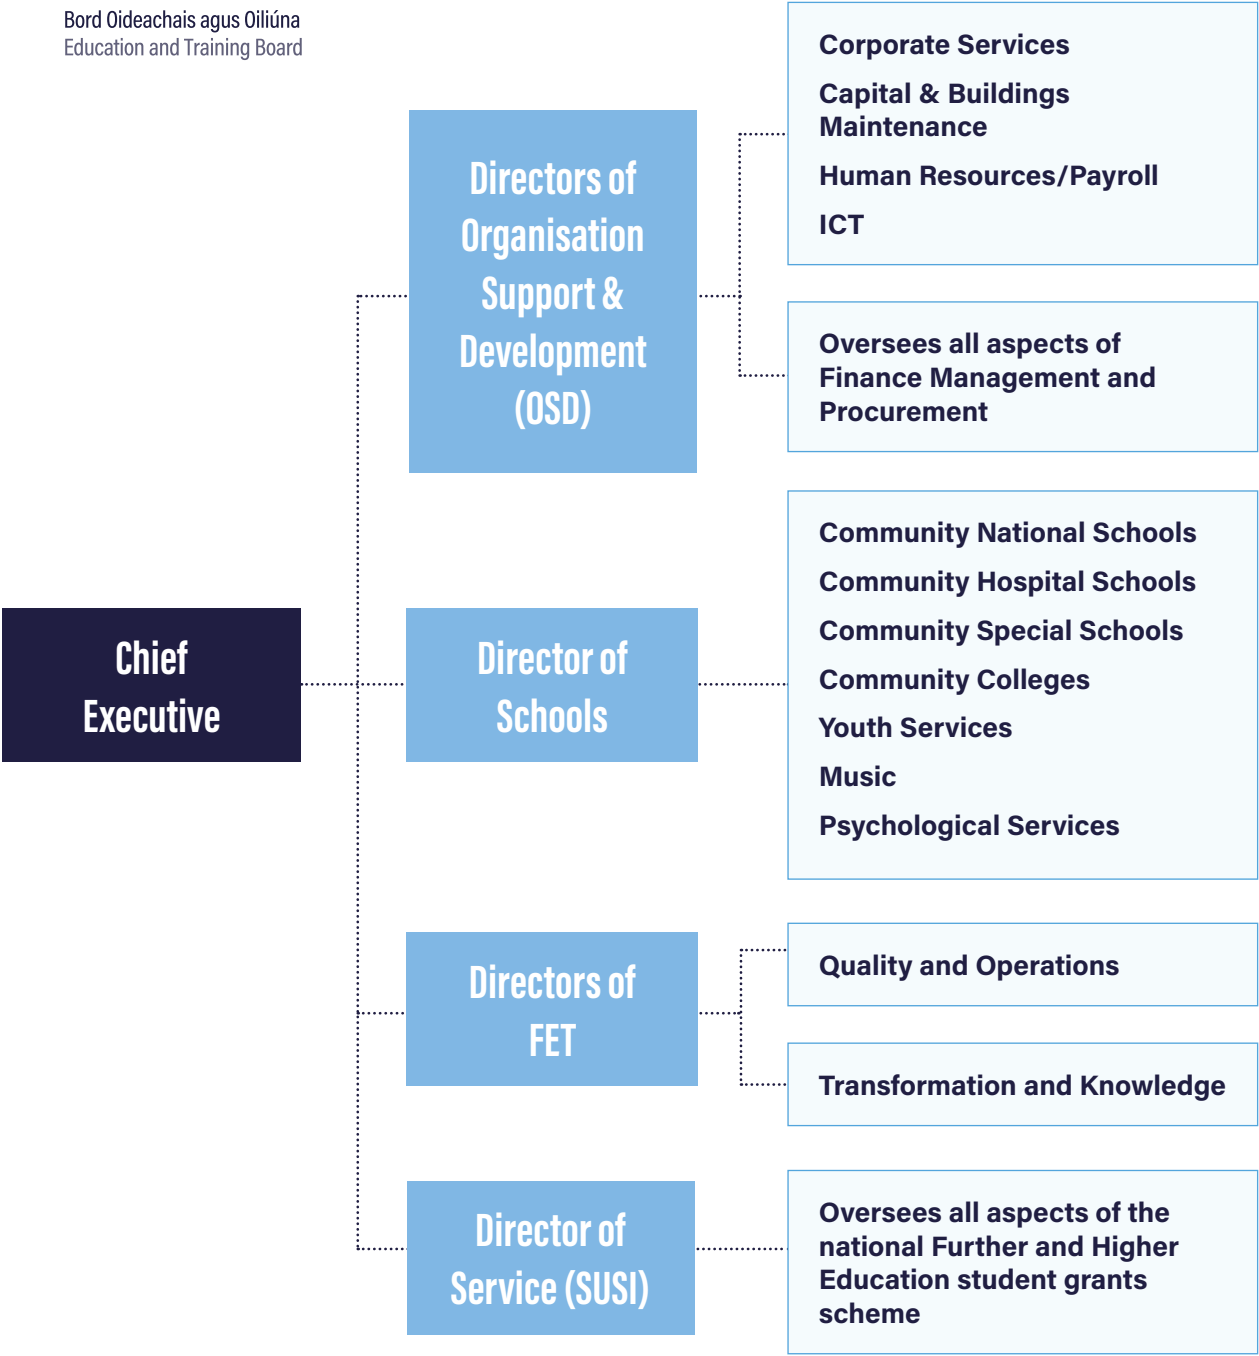 Bord Oideachais agus Oiliúna
Education and Training Board
Chief
Executive
Directors of
Organisation
Support &
Development
(OSD)
Corporate Services
Capital & Buildings
Maintenance
Human Resources/Payroll
ICT
Oversees all aspects of
Finance Management and
Procurement
Director of
Schools
Community National Schools
Community Hospital Schools
Community Special Schools
Community Colleges
Youth Services
Music
Psychological Services
Directors of
FET
Quality and Operations
Transformation and Knowledge
Director of
Service (SUSI)
Oversees all aspects of the
national Further and Higher
Education student grants
scheme